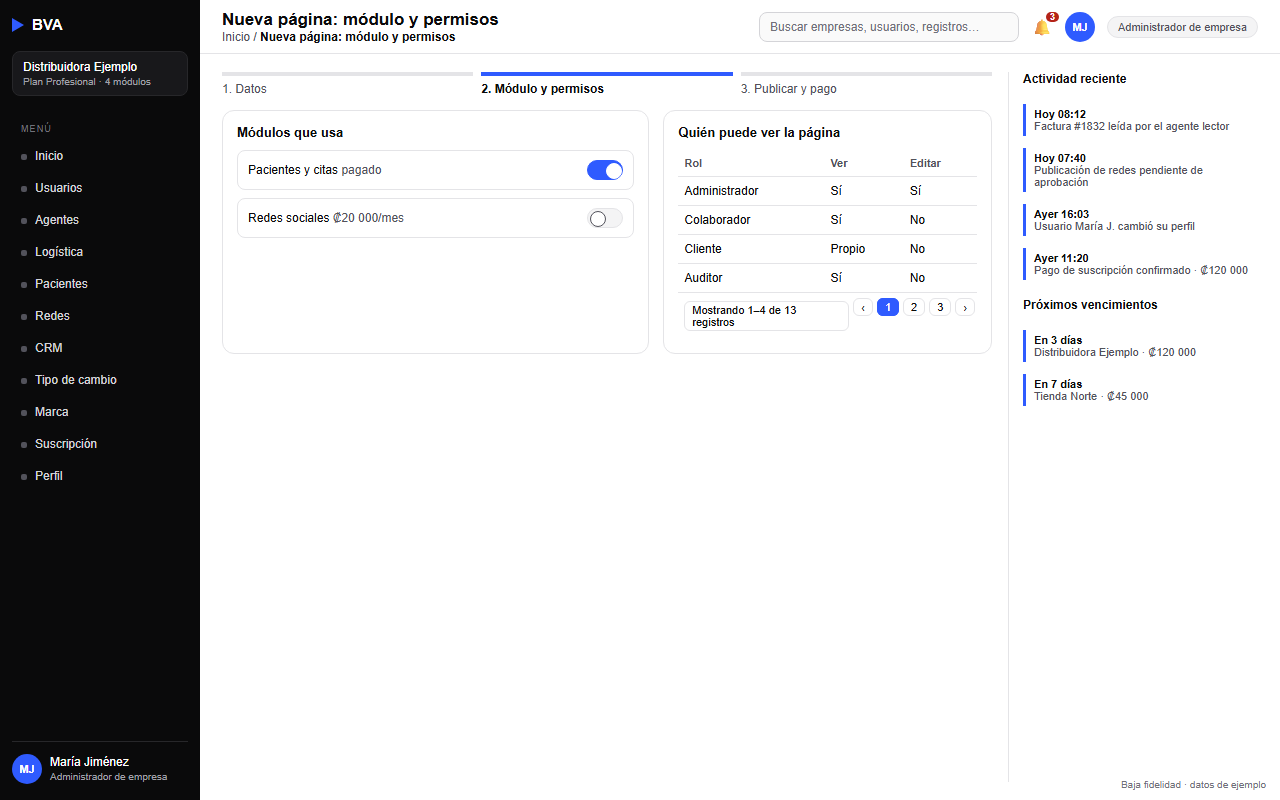 BVA
Distribuidora Ejemplo
Plan Profesional · 4 módulos
MENÚ
Inicio
Usuarios
Agentes
Logística
Pacientes
Redes
CRM
Tipo de cambio
Marca
Suscripción
Perfil
MJ
María Jiménez
Administrador de empresa
Nueva página: módulo y permisos
Inicio / Nueva página: módulo y permisos
Buscar empresas, usuarios, registros…
3
MJ
Administrador de empresa
1. Datos
2. Módulo y permisos
3. Publicar y pago
Módulos que usa
Pacientes y citas pagado
Redes sociales ₡20 000/mes
Quién puede ver la página
Rol Ver Editar
Administrador Sí Sí
Colaborador Sí No
Cliente Propio No
Auditor Sí No
Mostrando 1–4 de 13
registros
‹ 1 2 3 ›
Actividad reciente
Hoy 08:12
Factura #1832 leída por el agente lector
Hoy 07:40
Publicación de redes pendiente de
aprobación
Ayer 16:03
Usuario María J. cambió su perfil
Ayer 11:20
Pago de suscripción confirmado · ₡120 000
Próximos vencimientos
En 3 días
Distribuidora Ejemplo · ₡120 000
En 7 días
Tienda Norte · ₡45 000
Baja fidelidad · datos de ejemplo